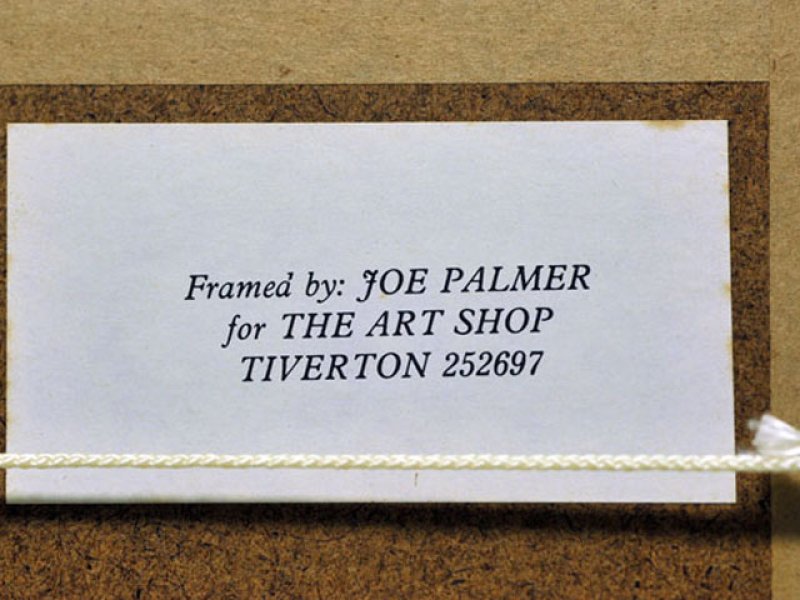 Framed by: JOE PALMER
for THE ART SHOP
TIVERTON 252697